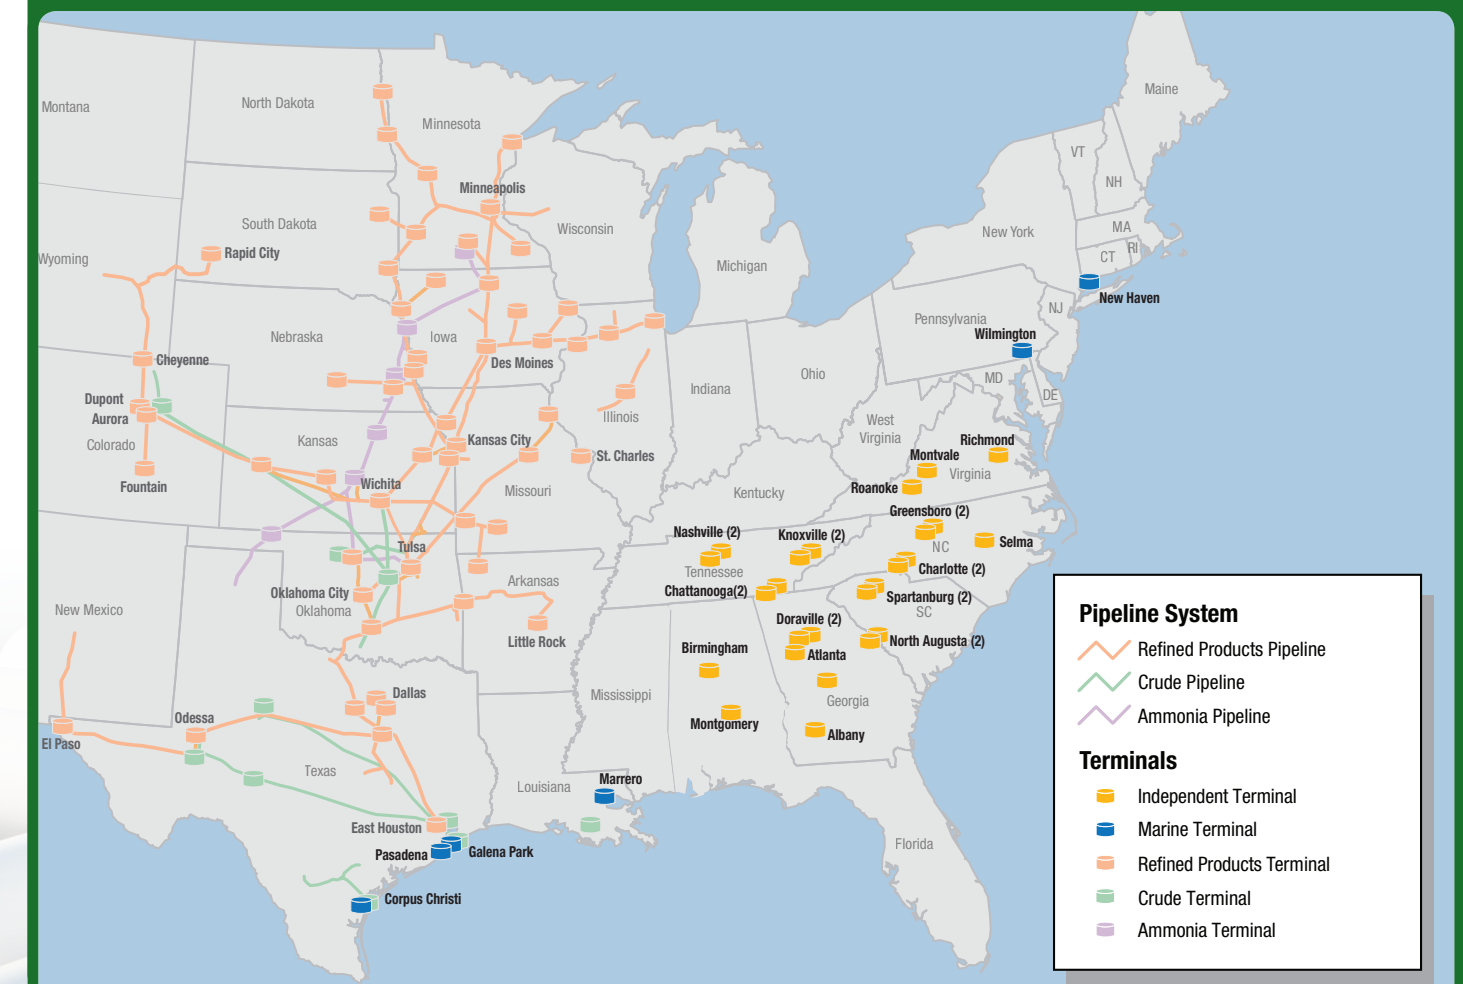 Maine
Montana
North Dakota
Minnesota
VT
NH
Minneapolis
South Dakota
Wisconsin
New York
MA
RI
CT
Rapid City
Wyoming
Michigan
New Haven
Nebraska
Iowa
Pennsylvania
NJ
Wilmington
Cheyenne
Des Moines
Ohio
MD
Indiana
DE
Dupont
Aurora
Illinois
West
Virginia
Colorado
Kansas
Kansas City
Richmond
St. Charles
Montvale
Virginia
Fountain
Wichita
Missouri
Kentucky
Roanoke
Greensboro (2)
Nashville (2)
Knoxville (2)
Selma
NC
Tulsa
Tennessee
Charlotte (2)
Oklahoma City
Arkansas
Chattanooga(2)
Spartanburg (2)
SC
New Mexico
Oklahoma
Doraville (2)
Little Rock
Birmingham
Atlanta
North Augusta (2)
Dallas
Mississippi
Georgia
Odessa
Montgomery
Albany
El Paso
Texas
Louisiana
Marrero
East Houston
Pasadena
Galena Park
Florida
Corpus Christi
Pipeline System
Refined Products Pipeline
Crude Pipeline
Ammonia Pipeline
Terminals
Independent Terminal
Marine Terminal
Refined Products Terminal
Crude Terminal
Ammonia Terminal